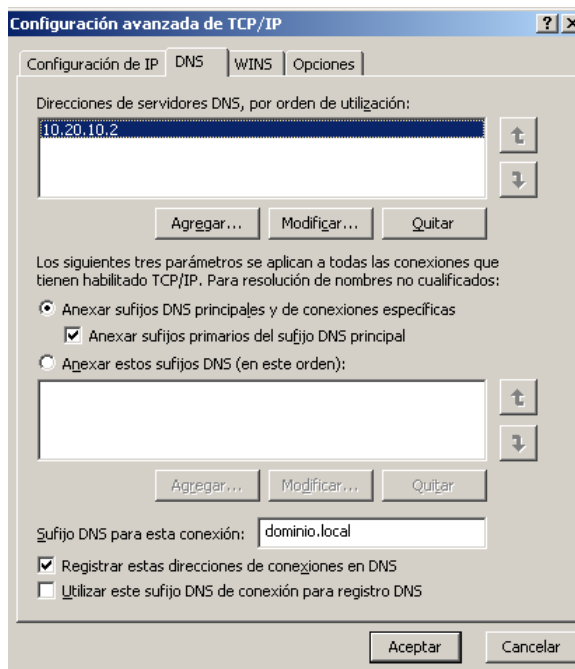 Configuración avanzada de TCP/IP
Configuración de IP DNS WINS Opciones
Direcciones de servidores DNS, por orden de utilización:
10.20.10.2
Agregar... Modificar... Quitar
Los siguientes tres parámetros se aplican a todas las conexiones que
tienen habilitado TCP/IP. Para resolución de nombres no cualificados:
Anexar sufijos DNS principales y de conexiones específicas
Anexar sufijos primarios del sufijo DNS principal
Anexar estos sufijos DNS (en este orden):
Agregar... Modificar... Quitar
Sufijo DNS para esta conexión: dominio.local
Registrar estas direcciones de conexiones en DNS
Utilizar este sufijo DNS de conexión para registro DNS
Aceptar Cancelar